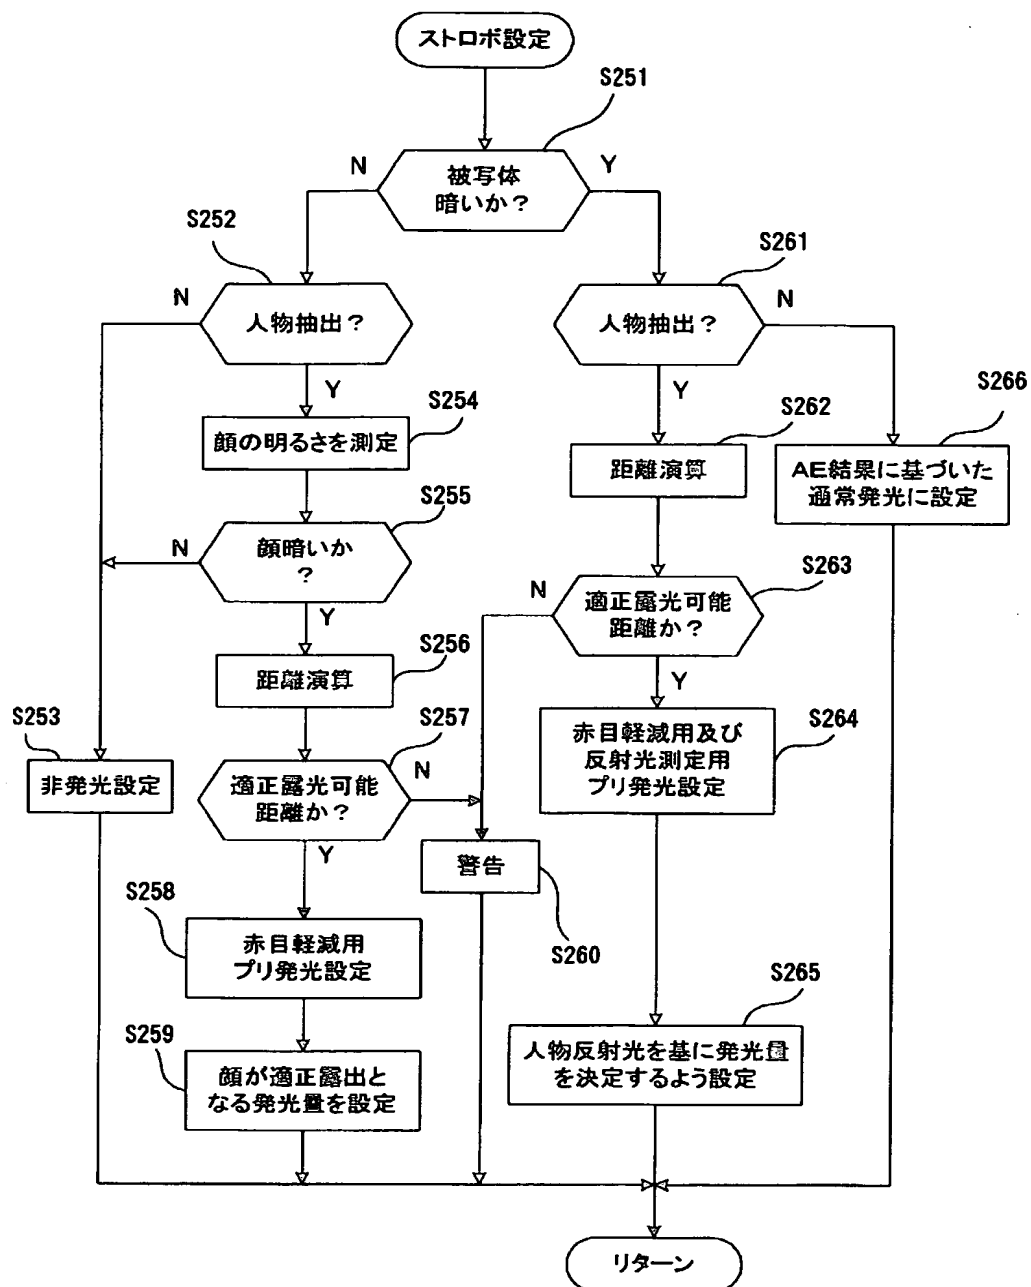 ストロボ設定
S251
N
Y
被写体
暗いか?
S252
S261
N
人物抽出?
人物抽出?
N
Y
Y
S266
S254
S262
顔の明るさを測定
距離演算
AE結果に基づいた
通常発光に設定
S255
N
顔暗いか
?
S263
N
適正露光可能
距離か?
Y
S256
距離演算
Y
S253
S257
S264
赤目軽減用及び
反射光測定用
プリ発光設定
非発光設定
N
適正露光可能
距離か?
Y
警告
S258
S260
赤目軽減用
プリ発光設定
S265
S259
人物反射光を基に発光量
を決定するよう設定
顔が適正露出と
なる発光量を設定
リターン